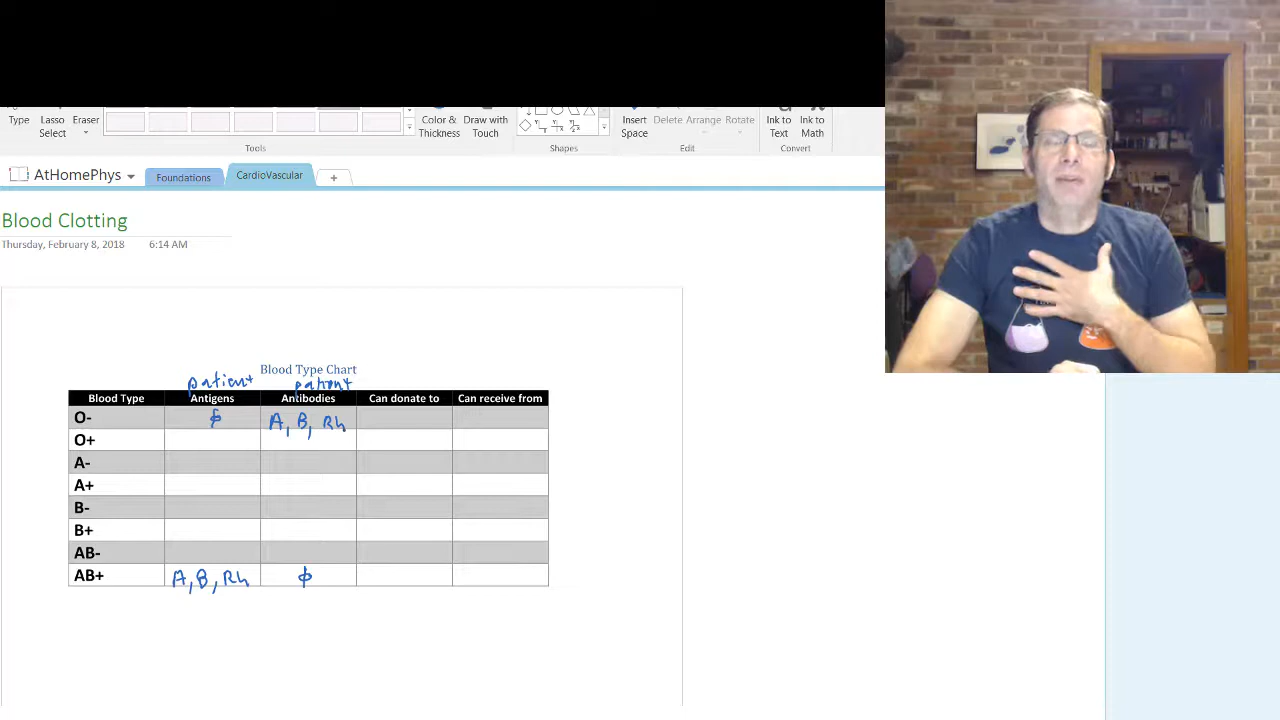 Type Lasso Select Eraser Color & Thickness Draw with Touch Insert Space Delete Arrange Rotate Ink to Text Ink to Math
Tools Shapes Edit Convert
AtHomePhys Foundations CardioVascular +
Blood Clotting
Thursday, February 8, 2018 6:14 AM
Blood Type Chart
patient patient
Blood Type Antigens Antibodies Can donate to Can receive from
O- ϕ A, B, Rh
O+
A-
A+
B-
B+
AB-
AB+ A, B, Rh ϕ